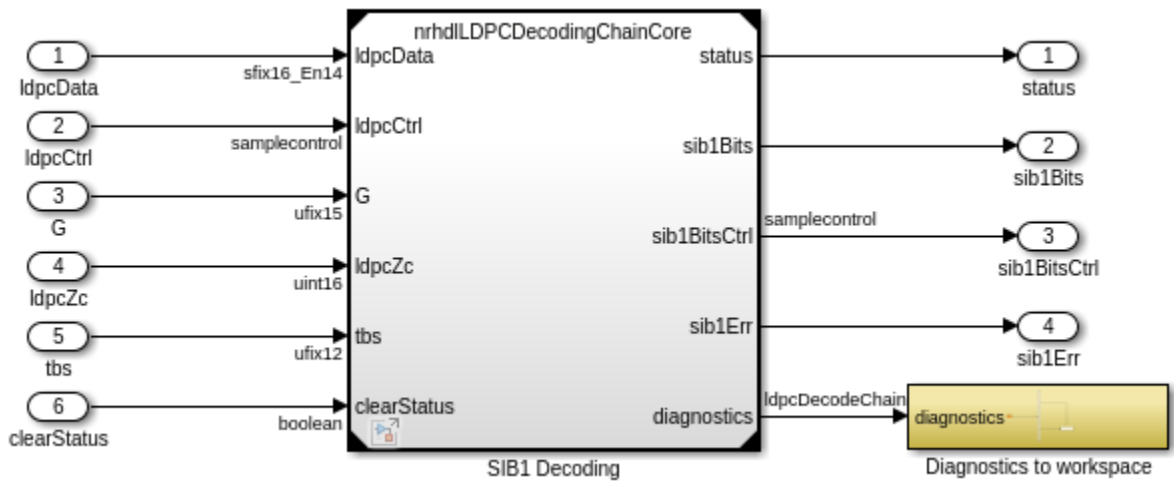 nrhdlLDPCDecodingChainCore
1
ldpcData
sfix16_En14
ldpcData
status
1
status
2
ldpcCtrl
samplecontrol
ldpcCtrl
sib1Bits
2
sib1Bits
3
G
ufix15
G
sib1BitsCtrl
samplecontrol
3
sib1BitsCtrl
4
ldpcZc
uint16
ldpcZc
sib1Err
4
sib1Err
5
tbs
ufix12
tbs
6
clearStatus
boolean
clearStatus
diagnostics
ldpcDecodeChain
diagnostics
SIB1 Decoding
Diagnostics to workspace